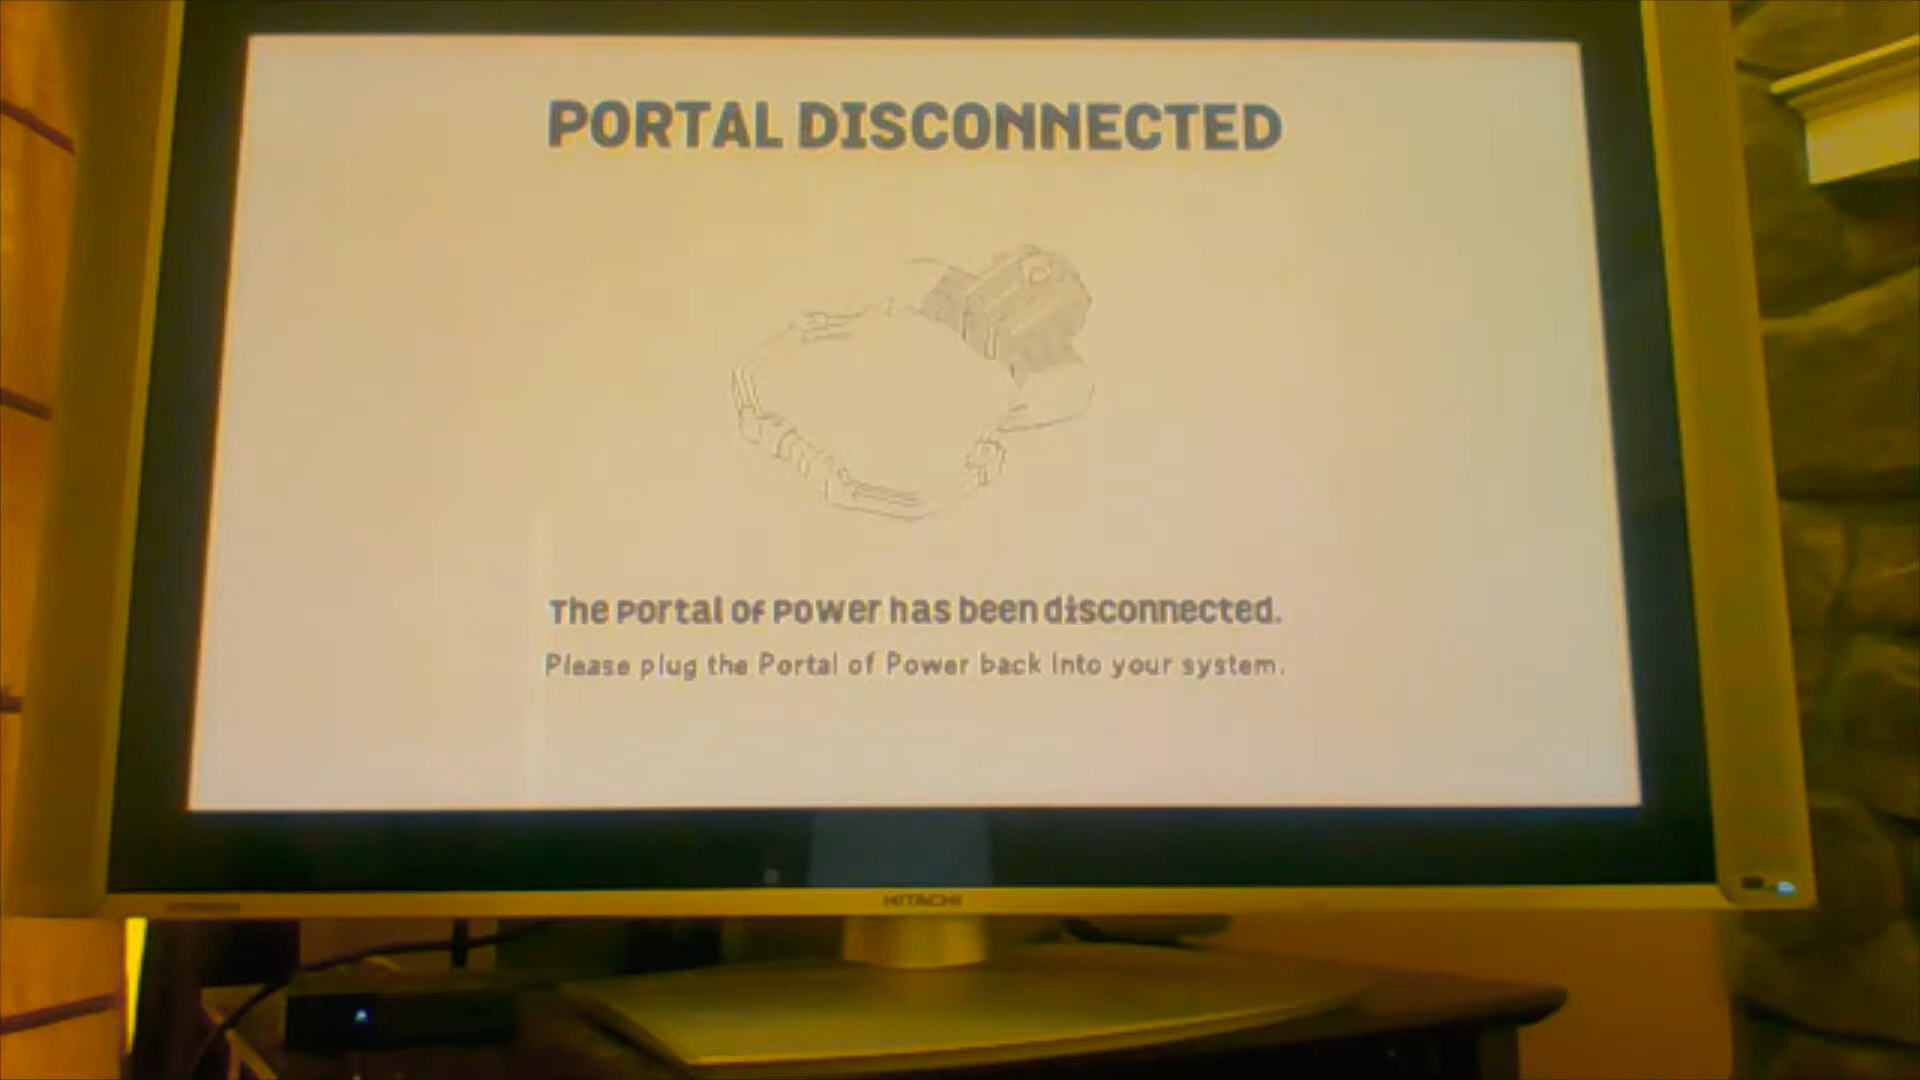 PORTAL DISCONNECTED
The Portal of Power has been disconnected.
Please plug the Portal of Power back into your system.
HITACHI